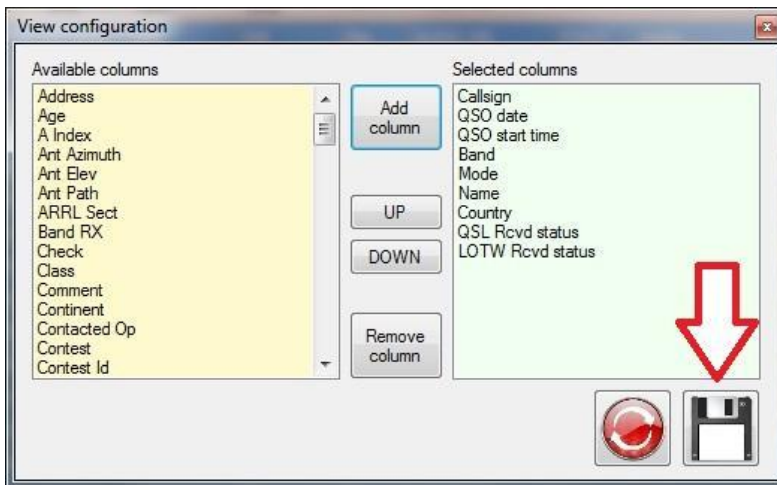 View configuration
Available columns
Address
Age
A Index
Ant Azimuth
Ant Elev
Ant Path
ARRL Sect
Band RX
Check
Class
Comment
Continent
Contacted Op
Contest
Contest Id
Add
column
UP
DOWN
Remove
column
Selected columns
Callsign
QSO date
QSO start time
Band
Mode
Name
Country
QSL Rcvd status
LOTW Rcvd status